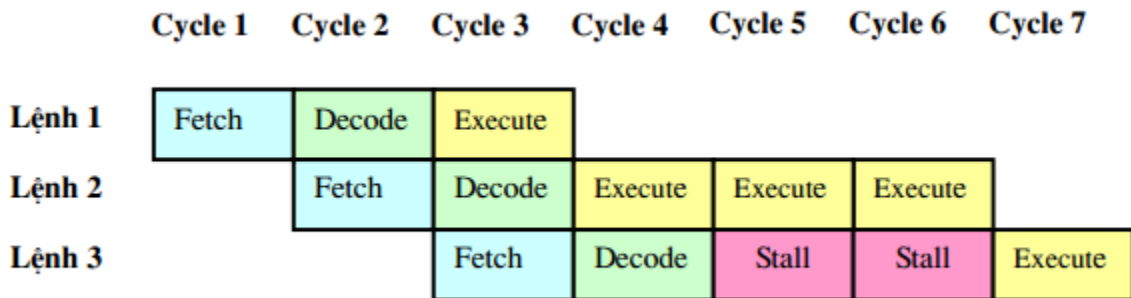 Cycle 1 Cycle 2 Cycle 3 Cycle 4 Cycle 5 Cycle 6 Cycle 7
Lệnh 1 Fetch Decode Execute
Lệnh 2 Fetch Decode Execute Execute Execute
Lệnh 3 Fetch Decode Stall Stall Execute